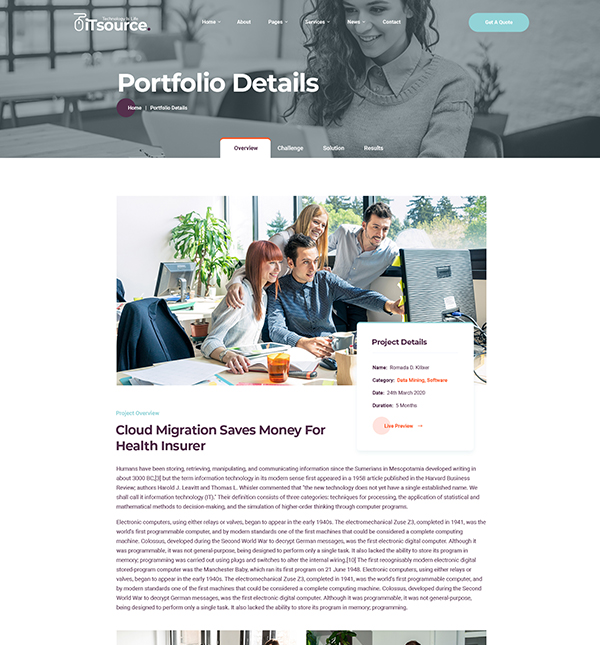 Technology Is Life
iTsource.
Home About Pages Services News Contact
Get A Quote
Portfolio Details
Home | Portfolio Details
Overview Challenge Solution Results
Project Details
Name: Romada D. Killaxi
Category: Data Mining, Software
Date: 24th March 2020
Duration: 5 Months
Live Preview →
Project Overview
Cloud Migration Saves Money For
Health Insurer
Humans have been storing, retrieving, manipulating, and communicating information since the Sumerians in Mesopotamia developed writing in
about 3000 BC,[3] but the term information technology in its modern sense first appeared in a 1958 article published in the Harvard Business
Review; authors Harold J. Leavitt and Thomas L. Whisler commented that "the new technology does not yet have a single established name. We
shall call it information technology (IT)." Their definition consists of three categories: techniques for processing, the application of statistical and
mathematical methods to decision-making, and the simulation of higher-order thinking through computer programs.
Electronic computers, using either relays or valves, began to appear in the early 1940s. The electromechanical Zuse Z3, completed in 1941, was the
world's first programmable computer, and by modern standards one of the first machines that could be considered a complete computing
machine. Colossus, developed during the Second World War to decrypt German messages, was the first electronic digital computer. Although it
was programmable, it was not general-purpose, being designed to perform only a single task. It also lacked the ability to store its program in
memory; programming was carried out using plugs and switches to alter the internal wiring.[10] The first recognisably modern electronic digital
stored-program computer was the Manchester Baby, which ran its first program on 21 June 1948. Electronic computers, using either relays or
valves, began to appear in the early 1940s. The electromechanical Zuse Z3, completed in 1941, was the world's first programmable computer, and
by modern standards one of the first machines that could be considered a complete computing machine. Colossus, developed during the Second
World War to decrypt German messages, was the first electronic digital computer. Although it was programmable, it was not general-purpose,
being designed to perform only a single task. It also lacked the ability to store its program in memory; programming.